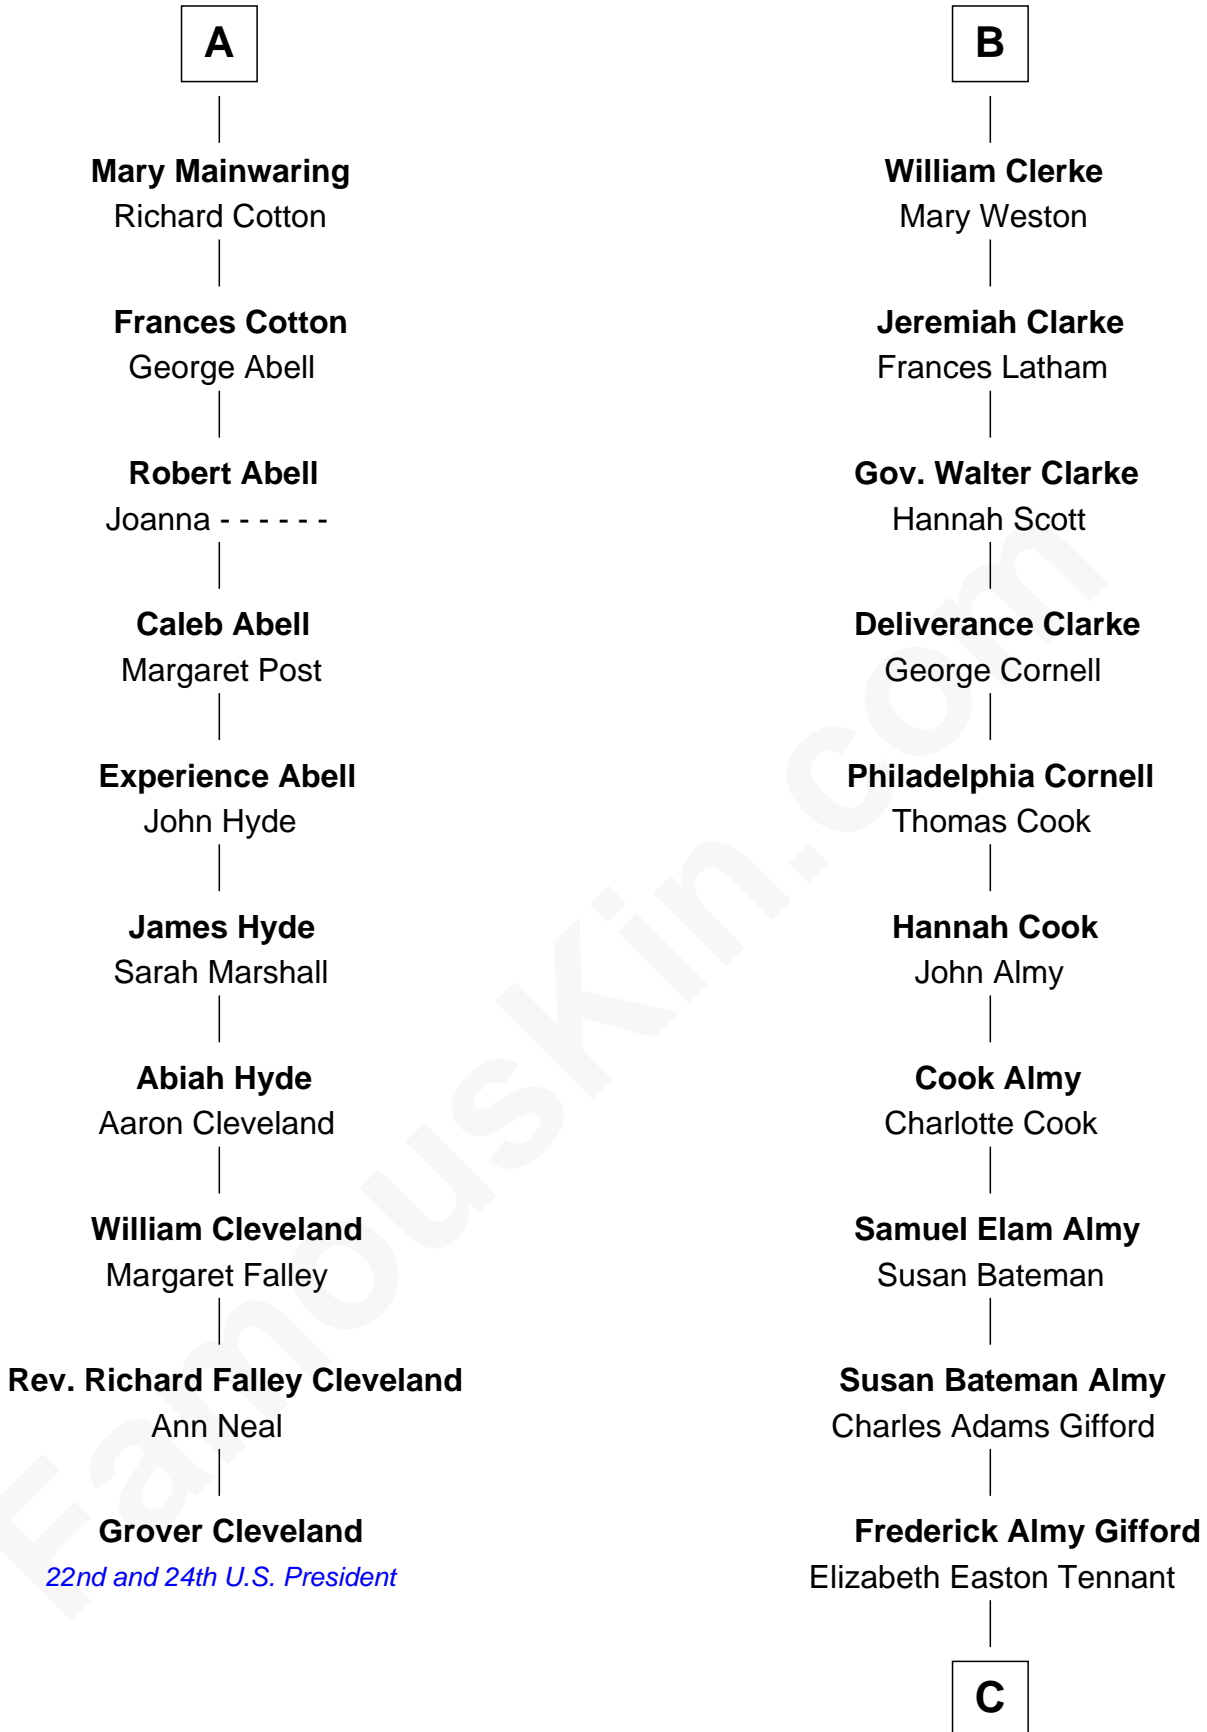 A
Mary Mainwaring
Richard Cotton
Frances Cotton
George Abell
Robert Abell
Joanna - - - - - -
Caleb Abell
Margaret Post
Experience Abell
John Hyde
James Hyde
Sarah Marshall
Abiah Hyde
Aaron Cleveland
William Cleveland
Margaret Falley
Rev. Richard Falley Cleveland
Ann Neal
Grover Cleveland
22nd and 24th U.S. President
B
William Clerke
Mary Weston
Jeremiah Clarke
Frances Latham
Gov. Walter Clarke
Hannah Scott
Deliverance Clarke
George Cornell
Philadelphia Cornell
Thomas Cook
Hannah Cook
John Almy
Cook Almy
Charlotte Cook
Samuel Elam Almy
Susan Bateman
Susan Bateman Almy
Charles Adams Gifford
Frederick Almy Gifford
Elizabeth Easton Tennant
C
FamousKin.com